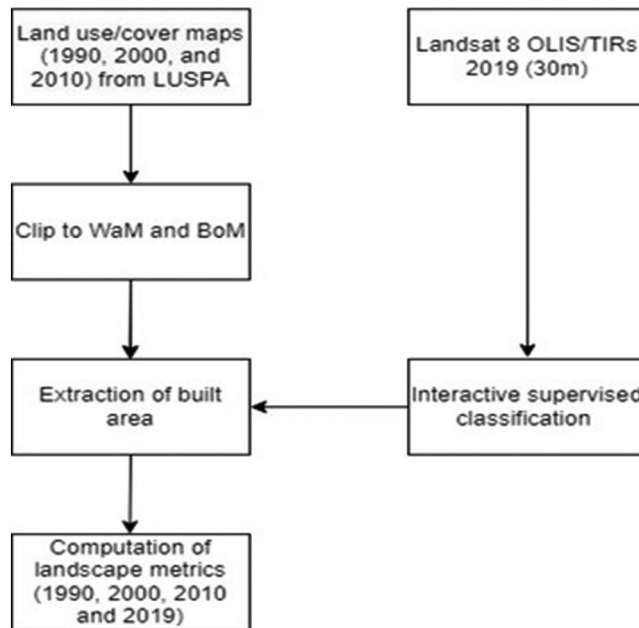 Land use/cover maps
(1990, 2000, and
2010) from LUSPA
Landsat 8 OLIS/TIRs
2019 (30m)
Clip to WaM and BoM
Extraction of built
area
Interactive supervised
classification
Computation of
landscape metrics
(1990, 2000, 2010
and 2019)